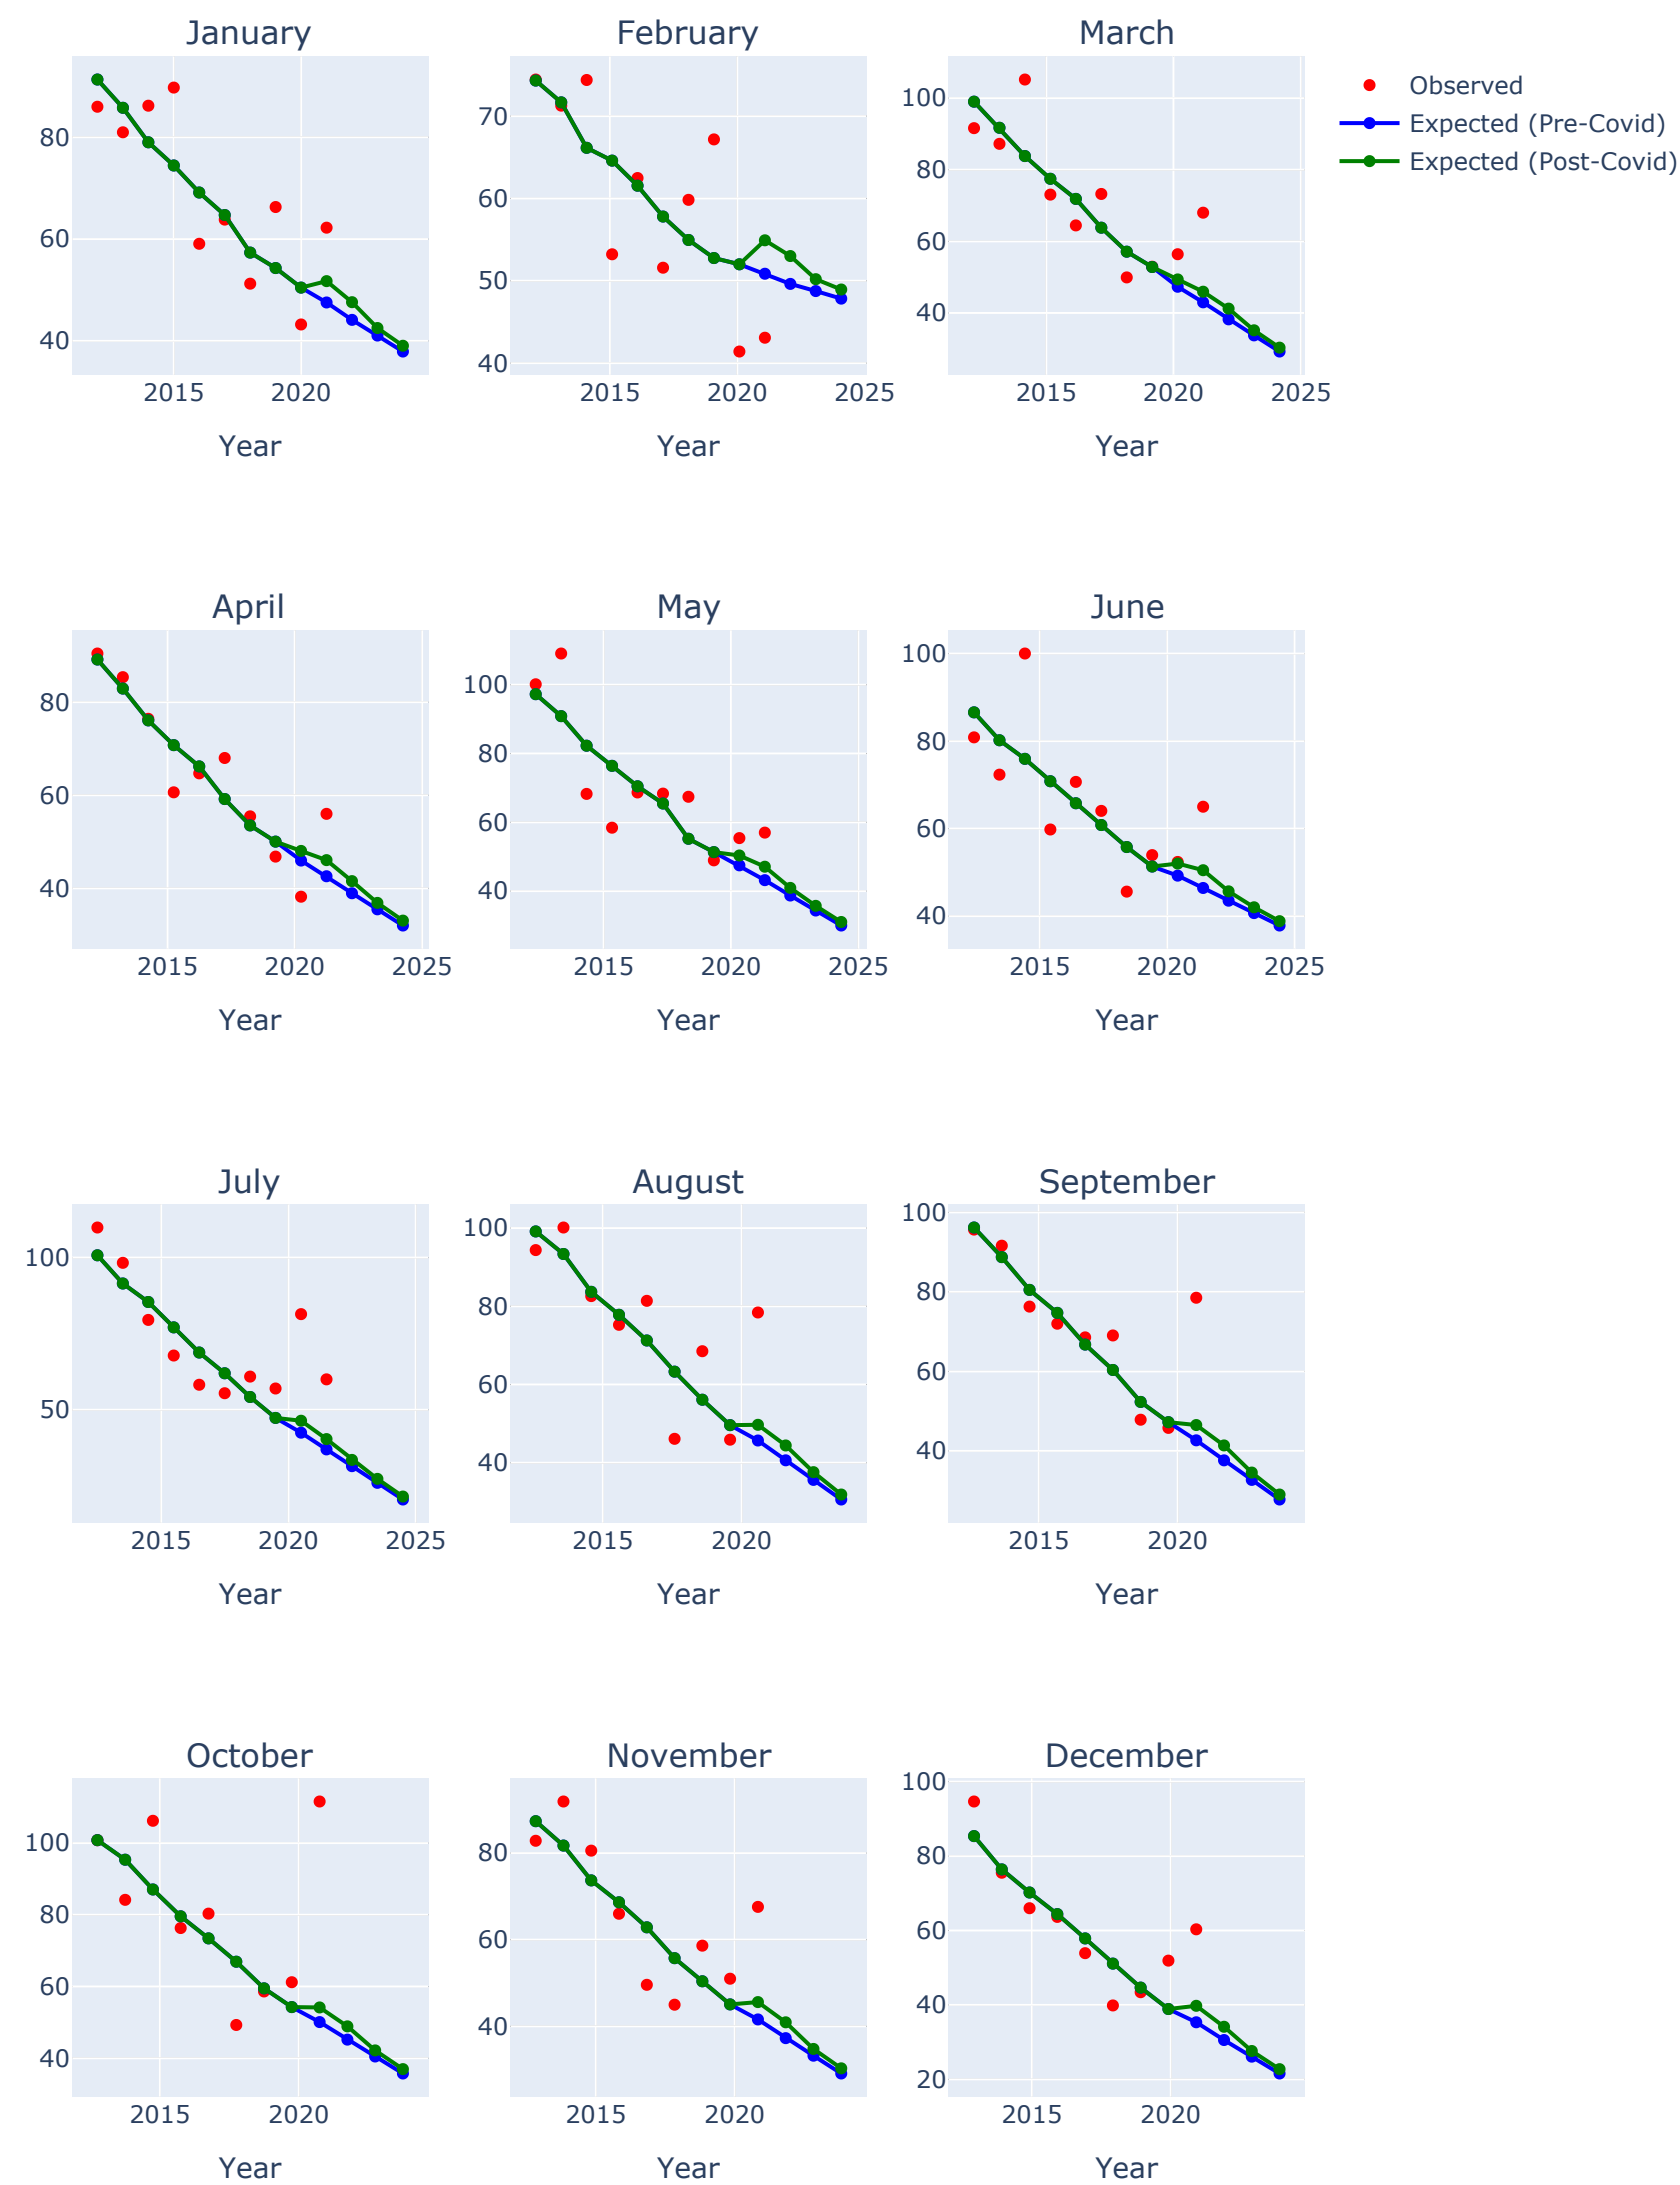 January
February
March
Observed
Expected (Pre-Covid)
Expected (Post-Covid)
80
60
40
2015
2020
Year
70
60
50
40
2015
2020
2025
Year
100
80
60
40
2015
2020
2025
Year
April
May
June
80
60
40
2015
2020
2025
Year
100
80
60
40
2015
2020
2025
Year
100
80
60
40
2015
2020
2025
Year
July
August
September
100
50
2015
2020
2025
Year
100
80
60
40
2015
2020
Year
100
80
60
40
2015
2020
Year
October
November
December
100
80
60
40
2015
2020
Year
80
60
40
2015
2020
Year
100
80
60
40
20
2015
2020
Year